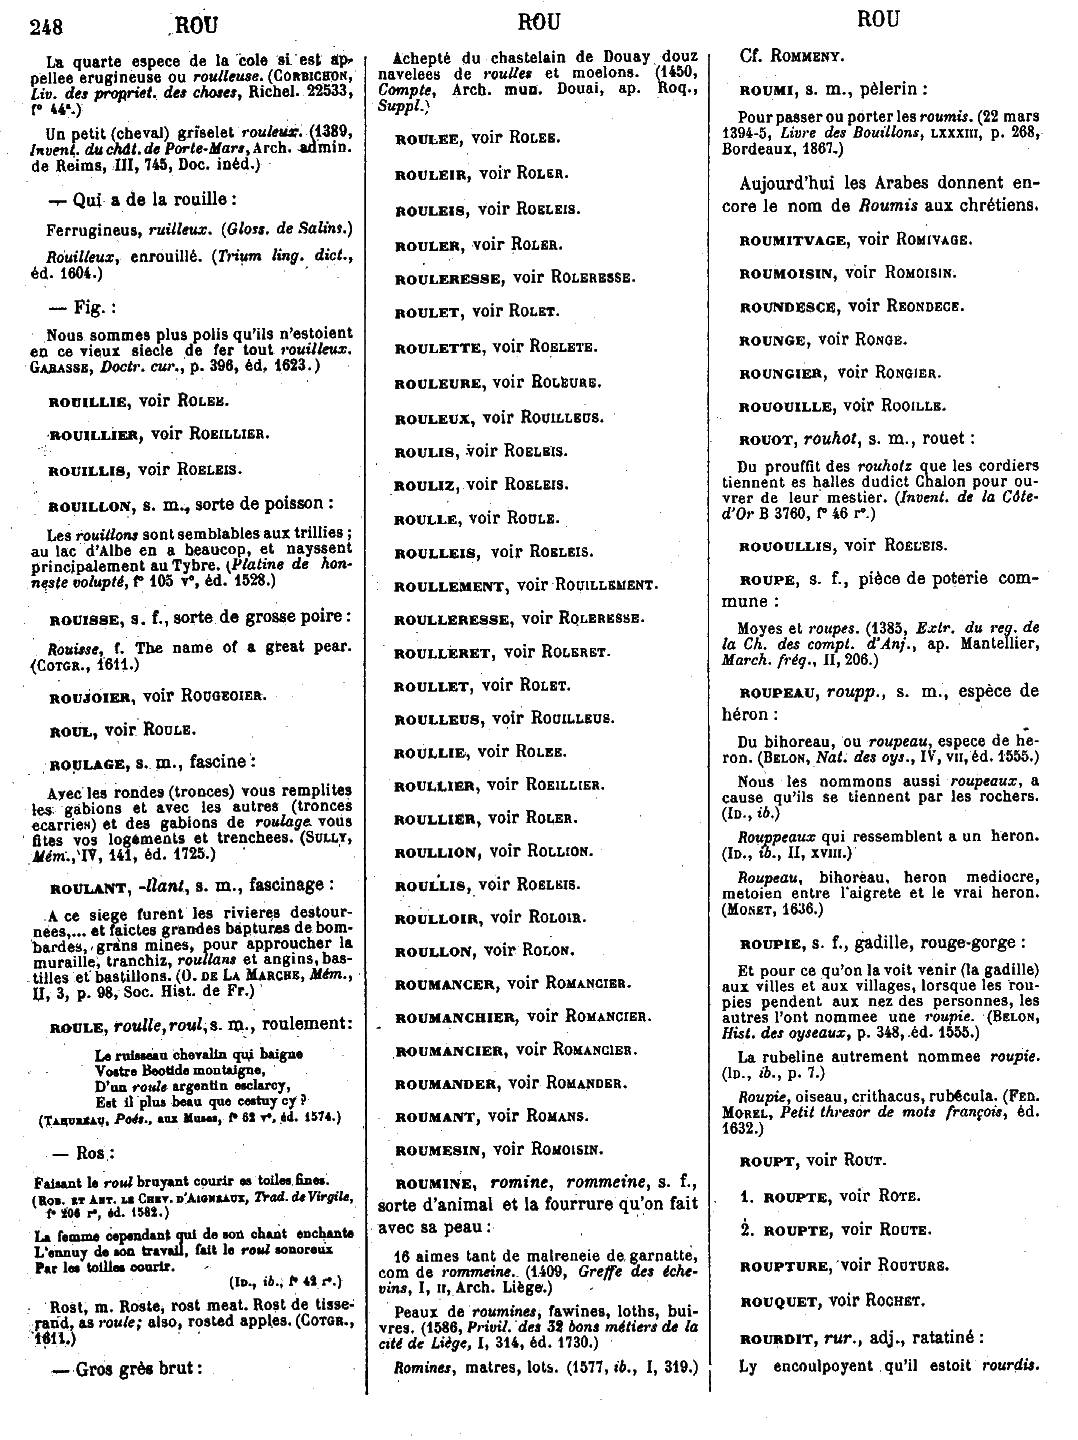 248 ROU
ROU
ROU
La quarte espece de la cole si est ap-
pellee erugineuse ou roulleuse. (CORBICHON,
Liv. des propriet. des choses, Richel. 22533,
f° 44ª.)
Un petit (cheval) griselet rouleux. (1389,
Invent. du chât. de Porte-Mars, Arch. admin.
de Reims, III, 745, Doc. inéd.)
— Qui a de la rouille :
Ferrugineus, ruilleux. (Gloss. de Salins.)
Rouilleux, enrouillé. (Trium ling. dict.,
éd. 1604.)
— Fig. :
Nous sommes plus polis qu'ils n'estoient
en ce vieux siecle de fer tout rouilleux.
GARASSE, Doctr. cur., p. 396, éd. 1623.)
ROUILLIE, voir ROLEE.
ROUILLIER, voir ROEILLIER.
ROUILLIS, voir ROELEIS.
ROUILLON, s. m., sorte de poisson :
Les rouillons sont semblables aux trillies ;
au lac d'Albe en a beaucop, et nayssent
principalement au Tybre. (Platine de hon-
neste volupté, f° 105 v°, éd. 1528.)
ROUISSE, s. f., sorte de grosse poire :
Rouisse, f. The name of a great pear.
(COTGR., 1611.)
ROUJOIER, voir ROUGEOIER.
ROUL, voir ROULE.
ROULAGE, s. m., fascine :
Avec les rondes (tronces) vous remplites
les gabions et avec les autres (tronces
ecarries) et des gabions de roulage vous
fites vos logements et trenchees. (SULLY,
Mém., IV, 141, éd. 1725.)
ROULANT, -llant, s. m., fascinage :
A ce siege furent les rivieres destour-
nées,... et faictes grandes baptures de bom-
bardes, grans mines, pour approucher la
muraille, tranchiz, roullans et angins, bas-
tilles et bastillons. (O. DE LA MARCHE, Mém.,
II, 3, p. 98, Soc. Hist. de Fr.)
ROULE, roulle, roul, s. m., roulement :
Le ruisseau chevalin qui baigne
Vostre Beotide montaigne,
D'un roule argentin esclarcy,
Est il plus beau que cestuy cy ?
(TAHUREAU, Poés., aux Muses, f° 62 v°, éd. 1574.)
— Ros :
Faisant le roul bruyant courir es toiles fines.
(ROB. ET ANT. LE CHEV. D'AIGNEAUX, Trad. de Virgile,
f° 206 r°, éd. 1582.)
La femme cependant qui de son chant enchante
L'ennuy de son travail, fait le roul sonoreux
Par les toilles courir.
(ID., ib., f° 42 r°.)
Rost, m. Roste, rost meat. Rost de tisse-
rand, as roule; also, rosted apples. (COTGR.,
1611.)
— Gros grès brut :
Achepté du chastelain de Douay douz
navelees de roulles et moelons. (1450,
Compte, Arch. mun. Douai, ap. Roq.,
Suppl.)
ROULEE, voir ROLEE.
ROULEIR, voir ROLER.
ROULEIS, voir ROELEIS.
ROULER, voir ROLER.
ROULERESSE, voir ROLERESSE.
ROULET, voir ROLET.
ROULETTE, voir ROELETE.
ROULEURE, voir ROLEURE.
ROULEUX, voir ROUILLEUS.
ROULIS, voir ROELEIS.
ROULIZ, voir ROELEIS.
ROULLE, voir ROULE.
ROULLEIS, voir ROELEIS.
ROULLEMENT, voir ROUILLEMENT.
ROULLERESSE, voir ROLERESSE.
ROULLERET, voir ROLERET.
ROULLET, voir ROLET.
ROULLEUS, voir ROUILLEUS.
ROULLIE, voir ROLEE.
ROULLIER, voir ROEILLIER.
ROULLIER, voir ROLER.
ROULLION, voir ROLLION.
ROULLIS, voir ROELEIS.
ROULLOIR, voir ROLOIR.
ROULLON, voir ROLON.
ROUMANCER, voir ROMANCIER.
ROUMANCHIER, voir ROMANCIER.
ROUMANCIER, voir ROMANCIER.
ROUMANDER, voir ROMANDER.
ROUMANT, voir ROMANS.
ROUMESIN, voir ROMOISIN.
ROUMINE, romine, rommeine, s. f.,
sorte d'animal et la fourrure qu'on fait
avec sa peau :
16 aimes tant de malreneie de garnatte,
com de rommeine. (1409, Greffe des éche-
vins, I, II, Arch. Liège.)
Peaux de roumines, fawines, loths, bui-
vres. (1586, Privil. des 32 bons métiers de la
cité de Liège, I, 314, éd. 1730.)
Romines, matres, lots. (1577, ib., I, 319.)
Cf. ROMMENY.
ROUMI, s. m., pèlerin :
Pour passer ou porter les roumis. (22 mars
1394-5, Livre des Bouillons, LXXXIII, p. 268,
Bordeaux, 1867.)
Aujourd'hui les Arabes donnent en-
core le nom de Roumis aux chrétiens.
ROUMITVAGE, voir ROMIVAGE.
ROUMOISIN, voir ROMOISIN.
ROUNDESCE, voir REONDECE.
ROUNGE, voir RONGE.
ROUNGIER, voir RONGIER.
ROUOUILLE, voir ROOILLE.
ROUOT, rouhot, s. m., rouet :
Du prouffit des rouhotz que les cordiers
tiennent es halles dudict Chalon pour ou-
vrer de leur mestier. (Invent. de la Côte-
d'Or B 3760, f° 46 r°.)
ROUOULLIS, voir ROELEIS.
ROUPE, s. f., pièce de poterie com-
mune :
Moyes et roupes. (1383, Extr. du reg. de
la Ch. des compt. d'Anj., ap. Mantellier,
March. fréq., II, 206.)
ROUPEAU, roupp., s. m., espèce de
héron :
Du bihoreau, ou roupeau, espece de he-
ron. (BELON, Nat. des oys., IV, VII, éd. 1555.)
Nous les nommons aussi roupeaux, a
cause qu'ils se tiennent par les rochers.
(ID., ib.)
Rouppeaux qui ressemblent a un heron.
(ID., ib., II, XVIII.)
Roupeau, bihoreau, heron mediocre,
metoien entre l'aigrete et le vrai heron.
(MONET, 1636.)
ROUPIE, s. f., gadille, rouge-gorge :
Et pour ce qu'on la voit venir (la gadille)
aux villes et aux villages, lorsque les rou-
pies pendent aux nez des personnes, les
autres l'ont nommee une roupie. (BELON,
Hist. des oyseaux, p. 348, éd. 1555.)
La rubeline autrement nommee roupie.
(ID., ib., p. 7.)
Roupie, oiseau, crithacus, rubecula. (FED.
MOREL, Petit thresor de mots françois, éd.
1632.)
ROUPT, voir ROUT.
1. ROUPTE, voir ROTE.
2. ROUPTE, voir ROUTE.
ROUPTURE, voir ROUTURE.
ROUQUET, voir ROCHET.
ROURDIT, rur., adj., ratatiné :
Ly encoulpoyent qu'il estoit rourdis.